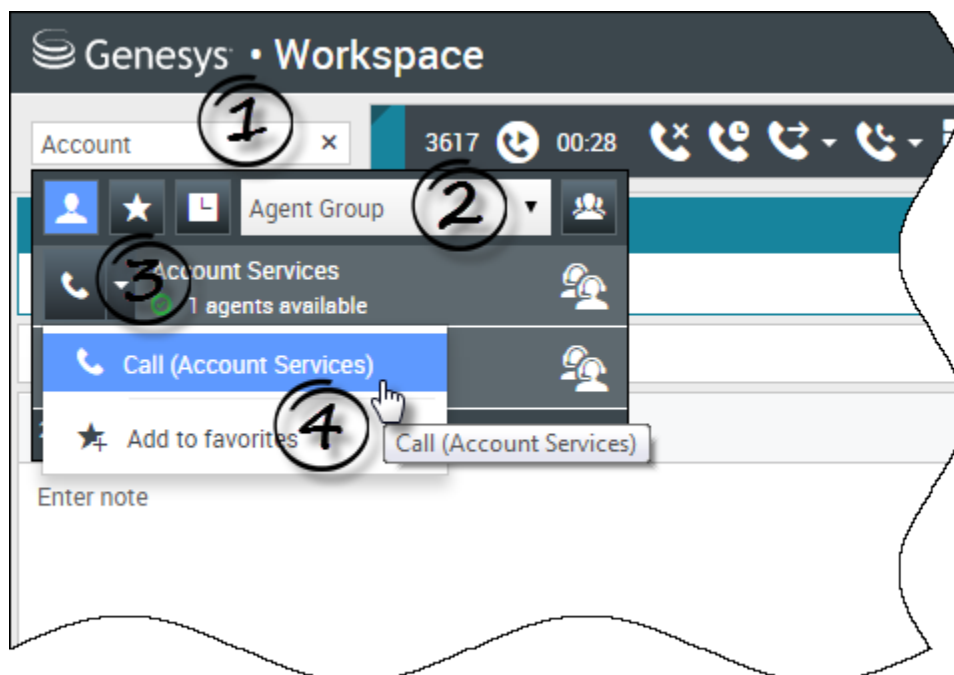 Genesys • Workspace
1
Account ×
3617 00:28
Agent Group 2
3 Account Services
1 agents available
Call (Account Services)
4
Add to favorites
Call (Account Services)
Enter note